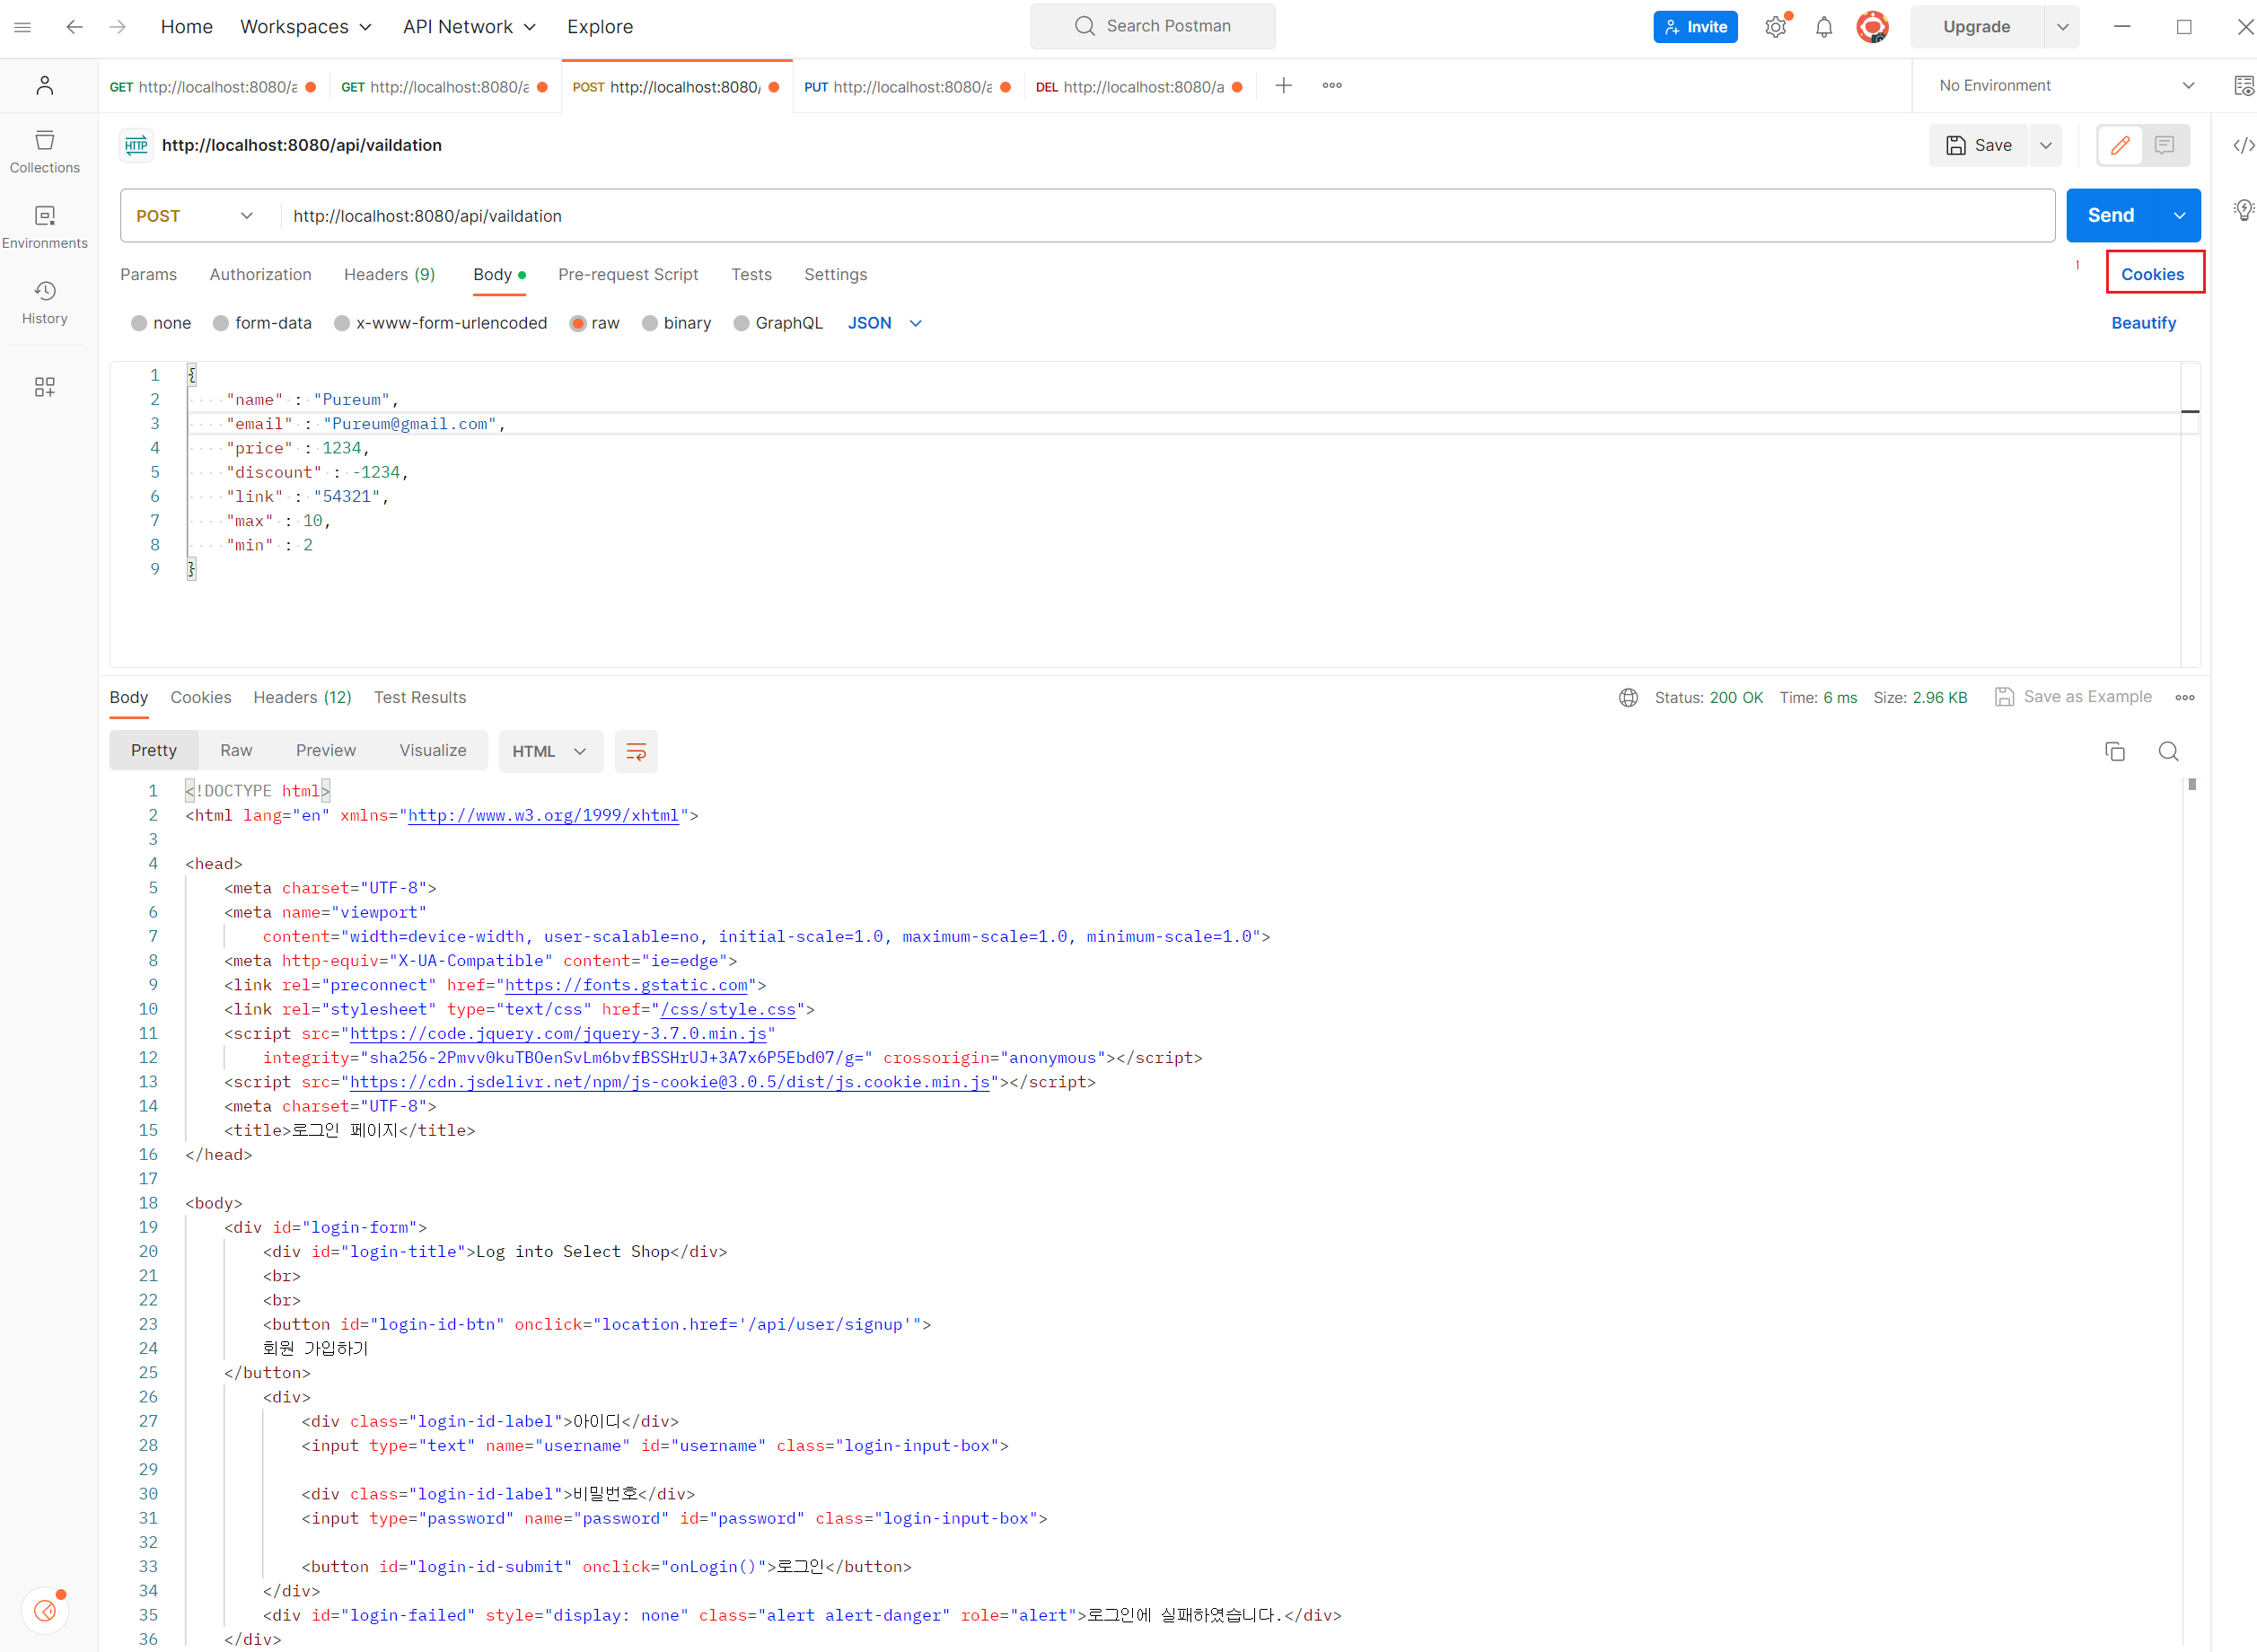 Home Workspaces API Network Explore Search Postman Invite Upgrade
GET http://localhost:8080/a GET http://localhost:8080/a POST http://localhost:8080/ PUT http://localhost:8080/a DEL http://localhost:8080/a No Environment
HTTP http://localhost:8080/api/vaildation Save
Collections
POST http://localhost:8080/api/vaildation Send
Environments
Params Authorization Headers (9) Body Pre-request Script Tests Settings 1 Cookies
History
none form-data x-www-form-urlencoded raw binary GraphQL JSON Beautify
1 {
2 "name" : "Pureum",
3 "email" : "Pureum@gmail.com",
4 "price" : 1234,
5 "discount" : -1234,
6 "link" : "54321",
7 "max" : 10,
8 "min" : 2
9 }
Body Cookies Headers (12) Test Results Status: 200 OK Time: 6 ms Size: 2.96 KB Save as Example
Pretty Raw Preview Visualize HTML
1 <!DOCTYPE html>
2 <html lang="en" xmlns="http://www.w3.org/1999/xhtml">
3
4 <head>
5 <meta charset="UTF-8">
6 <meta name="viewport"
7 content="width=device-width, user-scalable=no, initial-scale=1.0, maximum-scale=1.0, minimum-scale=1.0">
8 <meta http-equiv="X-UA-Compatible" content="ie=edge">
9 <link rel="preconnect" href="https://fonts.gstatic.com">
10 <link rel="stylesheet" type="text/css" href="/css/style.css">
11 <script src="https://code.jquery.com/jquery-3.7.0.min.js"
12 integrity="sha256-2Pmvv0kuTBOenSvLm6bvfBSSHrUJ+3A7x6P5Ebd07/g=" crossorigin="anonymous"></script>
13 <script src="https://cdn.jsdelivr.net/npm/js-cookie@3.0.5/dist/js.cookie.min.js"></script>
14 <meta charset="UTF-8">
15 <title>로그인 페이지</title>
16 </head>
17
18 <body>
19 <div id="login-form">
20 <div id="login-title">Log into Select Shop</div>
21 <br>
22 <br>
23 <button id="login-id-btn" onclick="location.href='/api/user/signup'">
24 회원 가입하기
25 </button>
26 <div>
27 <div class="login-id-label">아이디</div>
28 <input type="text" name="username" id="username" class="login-input-box">
29
30 <div class="login-id-label">비밀번호</div>
31 <input type="password" name="password" id="password" class="login-input-box">
32
33 <button id="login-id-submit" onclick="onLogin()">로그인</button>
34 </div>
35 <div id="login-failed" style="display: none" class="alert alert-danger" role="alert">로그인에 실패하였습니다.</div>
36 </div>